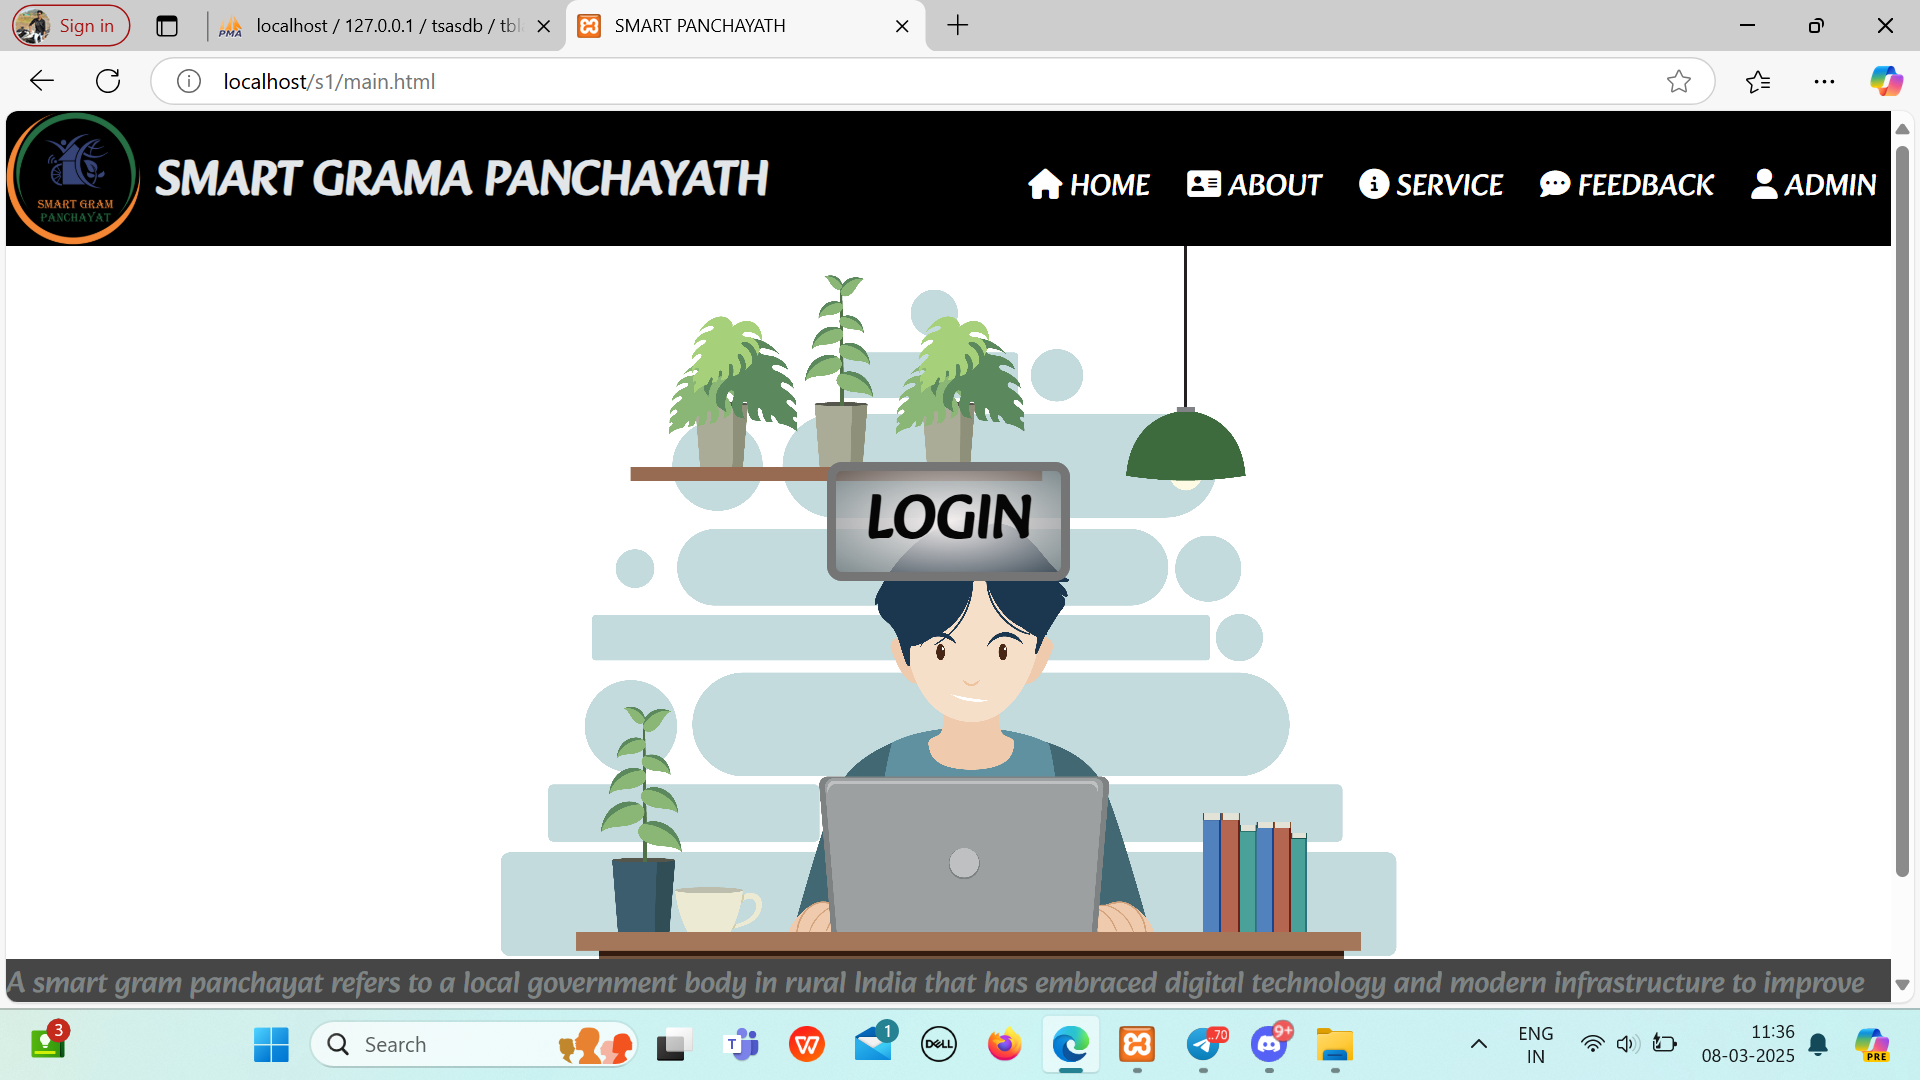 Sign in
PMA localhost / 127.0.0.1 / tsasdb / tbl
SMART PANCHAYATH
localhost/s1/main.html
SMART GRAM
PANCHAYAT
SMART GRAMA PANCHAYATH
HOME ABOUT SERVICE FEEDBACK ADMIN
LOGIN
A smart gram panchayat refers to a local government body in rural India that has embraced digital technology and modern infrastructure to improve
3
Search
T
W
1
DELL
..70
9+
ENG
IN
11:36
08-03-2025
PRE